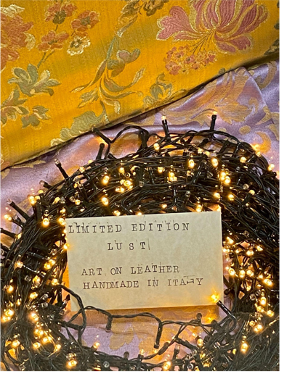 LIMITED EDITION
LUST
ART ON LEATHER
HANDMADE IN ITALY